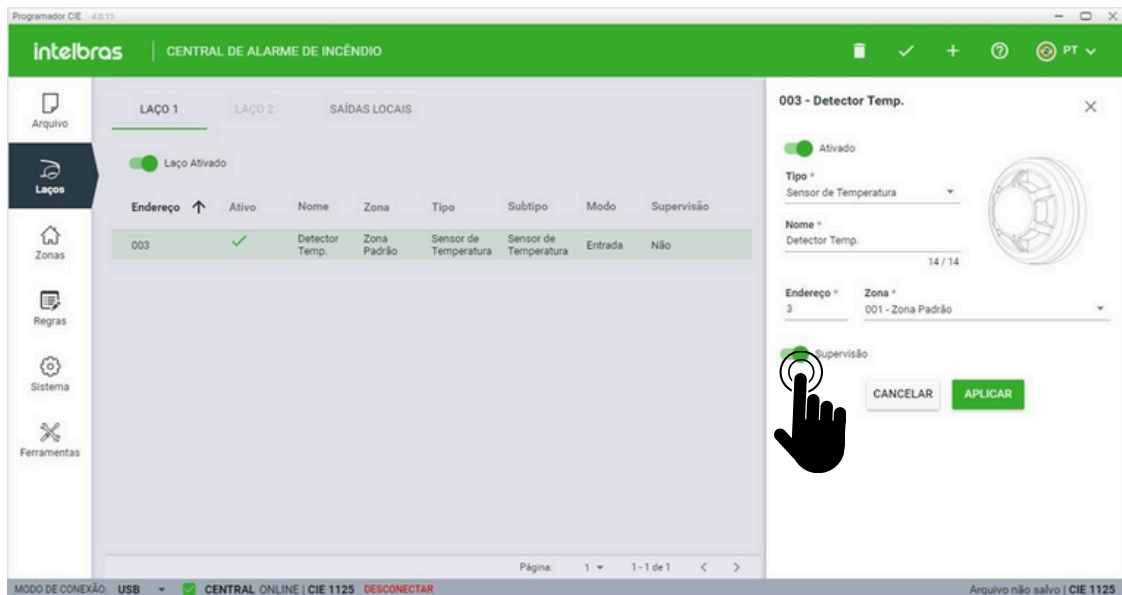 Programador CIE 4.0.11
intelbras CENTRAL DE ALARME DE INCÊNDIO PT
Arquivo
Laços
Zonas
Regras
Sistema
Ferramentas
LAÇO 1 LAÇO 2 SAÍDAS LOCAIS
Laço Ativado
Endereço Ativo Nome Zona Tipo Subtipo Modo Supervisão
003 Detector Temp. Zona Padrão Sensor de Temperatura Sensor de Temperatura Entrada Não
Página: 1 1-1 de 1
003 - Detector Temp.
Ativado
Tipo *
Sensor de Temperatura
Nome *
Detector Temp.
14 / 14
Endereço * Zona *
3 001 - Zona Padrão
Supervisão
CANCELAR APLICAR
MODO DE CONEXÃO: USB CENTRAL ONLINE | CIE 1125 DESCONECTAR Arquivo não salvo | CIE 1125